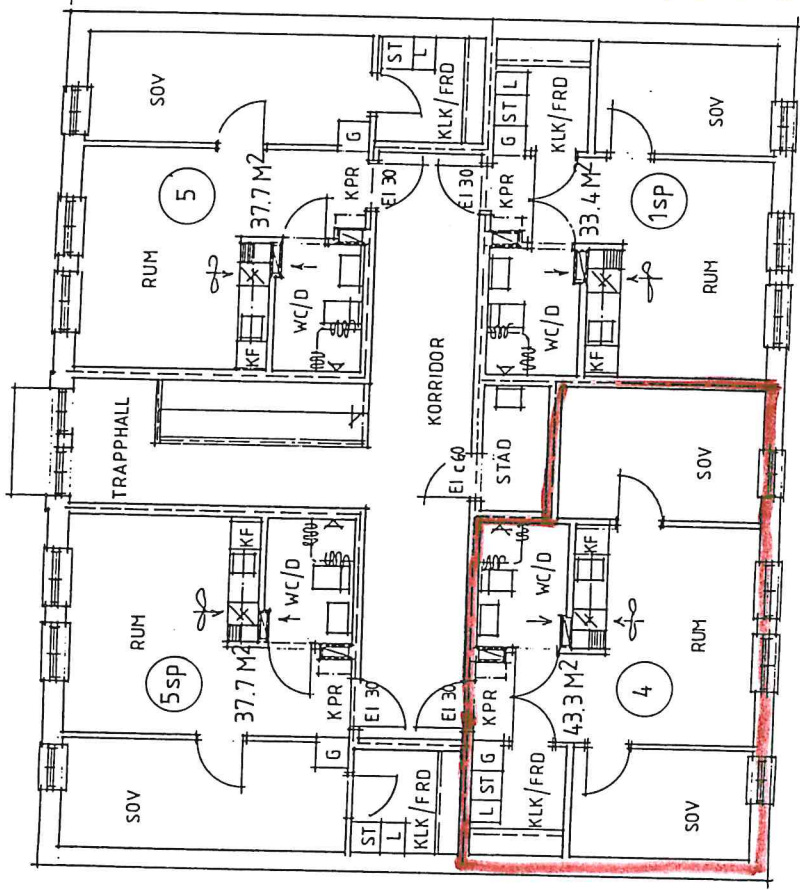 SOV
ST
L
KLK/FRD
G
5
37.7 M²
RUM
KPR
EI 30
WC/D
KF
G ST L
KLK/FRD
SOV
KPR
EI 30
33.4 M²
1sp
WC/D
KF
RUM
TRAPPHALL
KORRIDOR
EI C60
STÄD
SOV
RUM
KF
WC/D
5sp
37.7 M²
KPR
EI 30
G
SOV
ST
L
KLK/FRD
WC/D
KF
RUM
4
43.3 M²
KPR
EI 30
L ST G
KLK/FRD
SOV